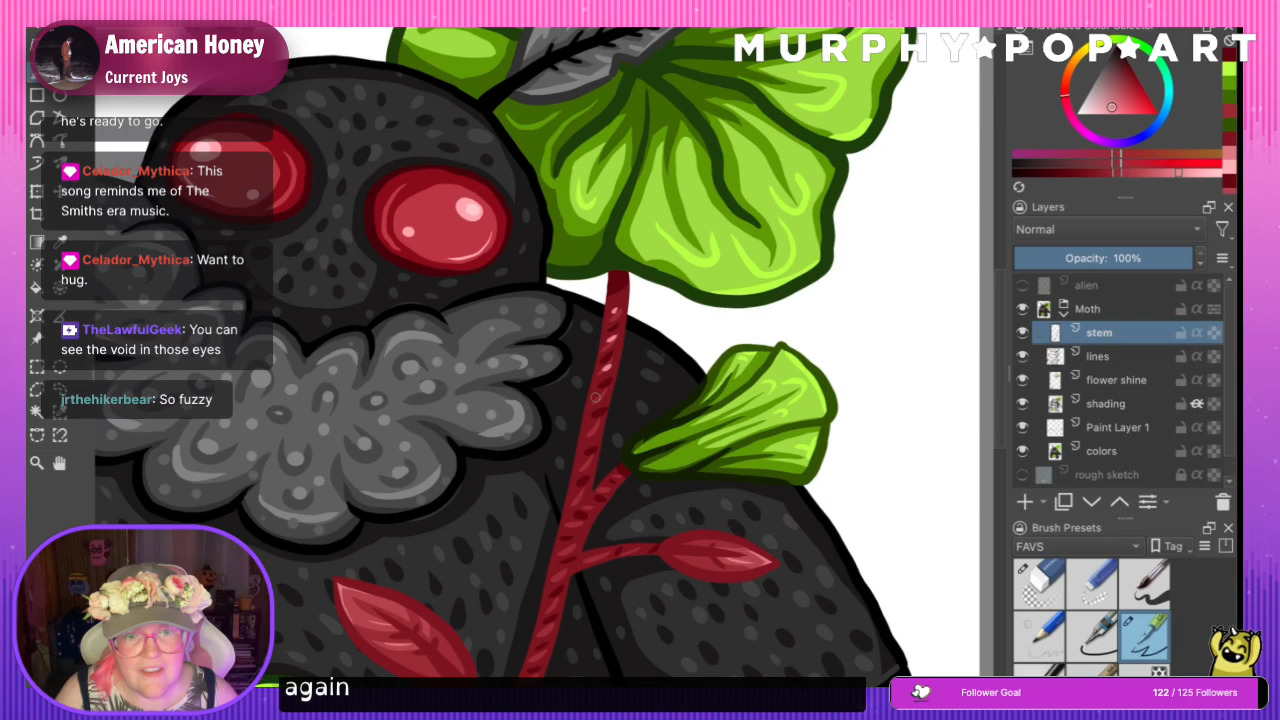 American Honey
Current Joys
MURPHY★POP★ART
he's ready to go.
Celador_Mythica: This
song reminds me of The
Smiths era music.
Celador_Mythica: Want to
hug.
TheLawfulGeek: You can
see the void in those eyes
jrthehikerbear: So fuzzy
Advanced Color Selector
Layers
Normal
Opacity: 100%
alien
Moth
stem
lines
flower shine
shading
Paint Layer 1
colors
rough sketch
Brush Presets
FAVS
Tag
again
Follower Goal
122 / 125 Followers